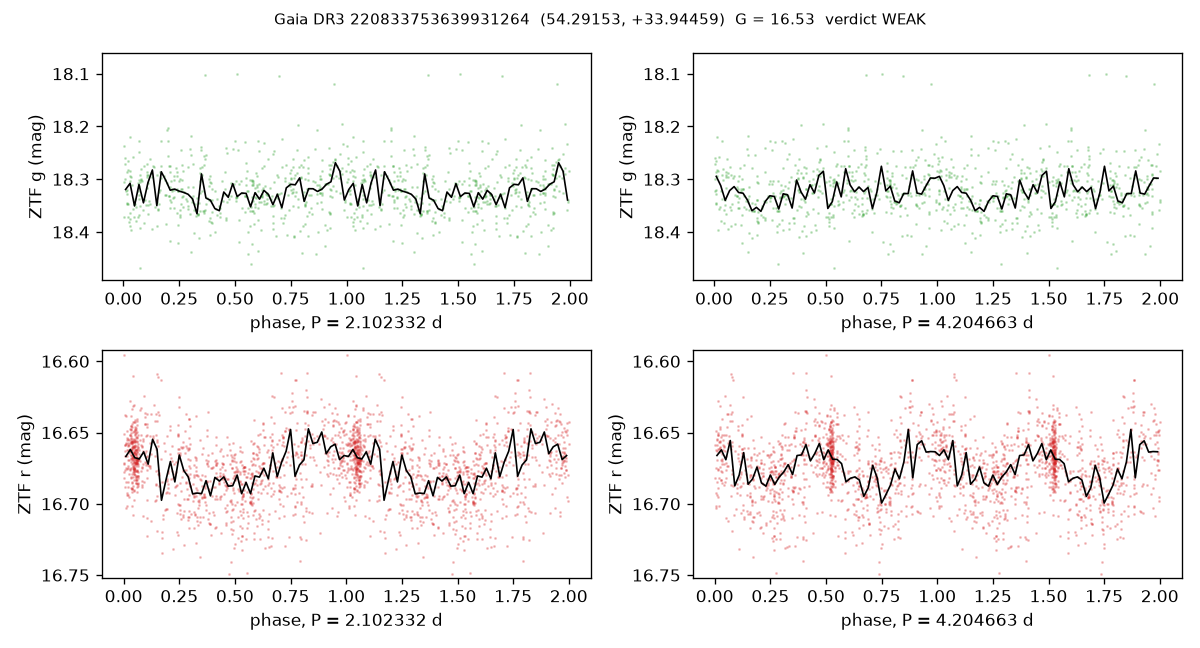 Gaia DR3 220833753639931264  (54.29153, +33.94459)  G = 16.53  verdict WEAK
ZTF g (mag)
18.1
18.2
18.3
18.4
0.00 0.25 0.50 0.75 1.00 1.25 1.50 1.75 2.00
phase, P = 2.102332 d
ZTF g (mag)
18.1
18.2
18.3
18.4
0.00 0.25 0.50 0.75 1.00 1.25 1.50 1.75 2.00
phase, P = 4.204663 d
ZTF r (mag)
16.60
16.65
16.70
16.75
0.00 0.25 0.50 0.75 1.00 1.25 1.50 1.75 2.00
phase, P = 2.102332 d
ZTF r (mag)
16.60
16.65
16.70
16.75
0.00 0.25 0.50 0.75 1.00 1.25 1.50 1.75 2.00
phase, P = 4.204663 d